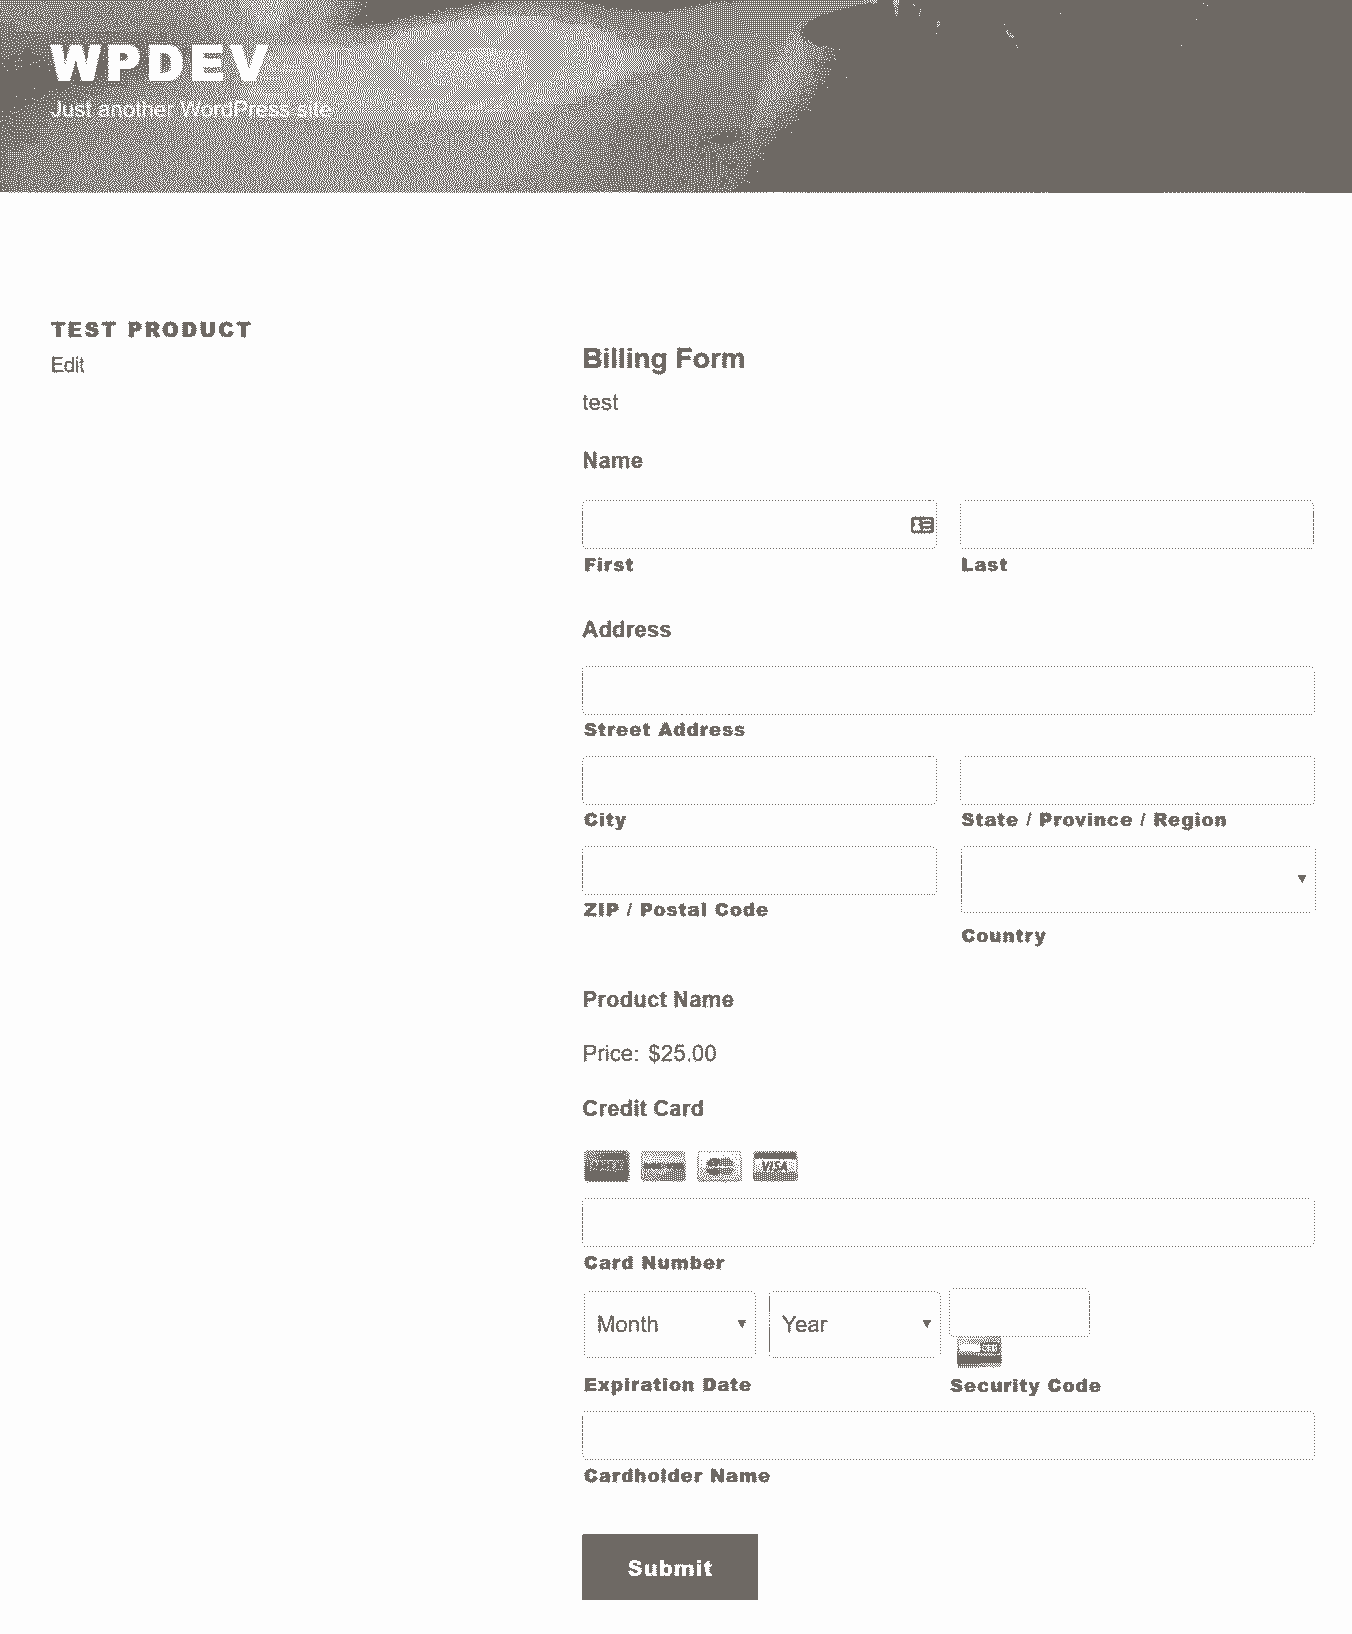 WPDEV
Just another WordPress site
TEST PRODUCT
Edit
Billing Form
test
Name
First Last
Address
Street Address
City State / Province / Region
ZIP / Postal Code
Country
Product Name
Price: $25.00
Credit Card
VISA
Card Number
Month Year
Expiration Date Security Code
Cardholder Name
Submit